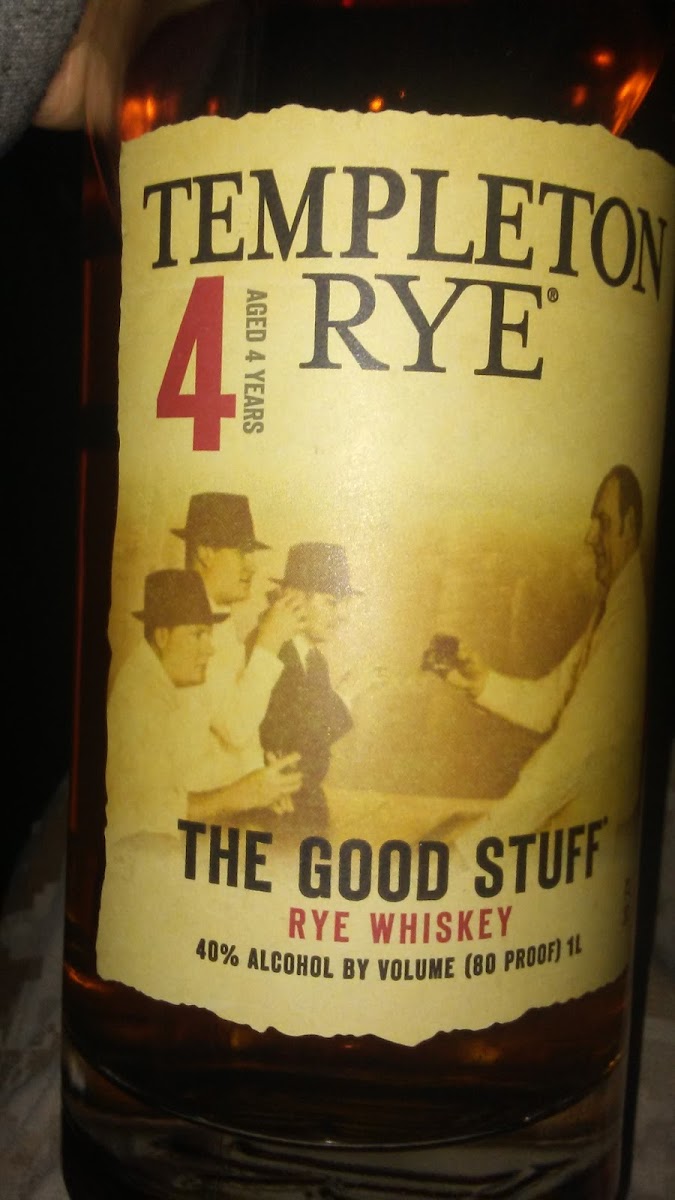 TEMPLETON
RYE®
4
AGED 4 YEARS
THE GOOD STUFF
RYE WHISKEY
40% ALCOHOL BY VOLUME (80 PROOF) 1L